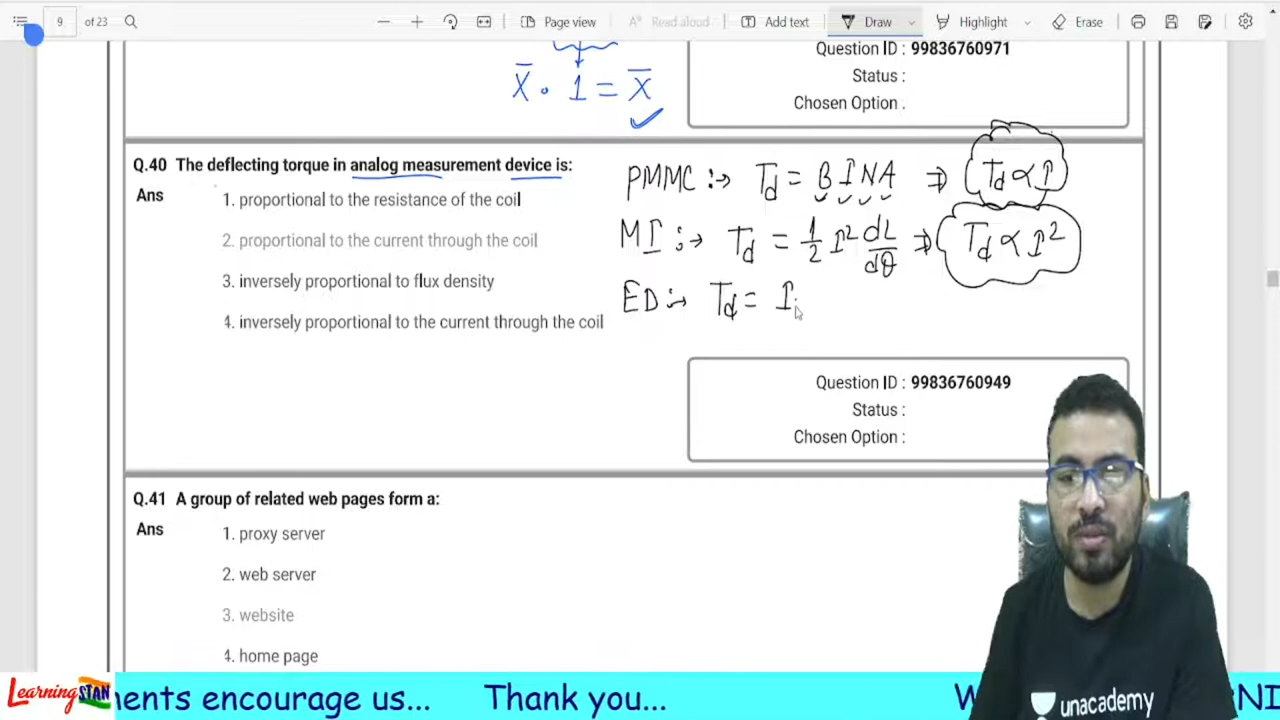 9 of 23
Page view
Read aloud
Add text
Draw
Highlight
Erase
X̄ · 1 = X̄
Question ID : 99836760971
Status :
Chosen Option .
Q.40 The deflecting torque in analog measurement device is:
Ans
1. proportional to the resistance of the coil
2. proportional to the current through the coil
3. inversely proportional to flux density
4. inversely proportional to the current through the coil
PMMC :→ Td = BINA ⇒ Td ∝ I
MI :→ Td = 1/2 I² dL/dθ ⇒ Td ∝ I²
ED :→ Td = I
Question ID : 99836760949
Status :
Chosen Option :
Q.41 A group of related web pages form a:
Ans
1. proxy server
2. web server
3. website
4. home page
Learning STAN
ments encourage us... Thank you... W
NI
unacademy